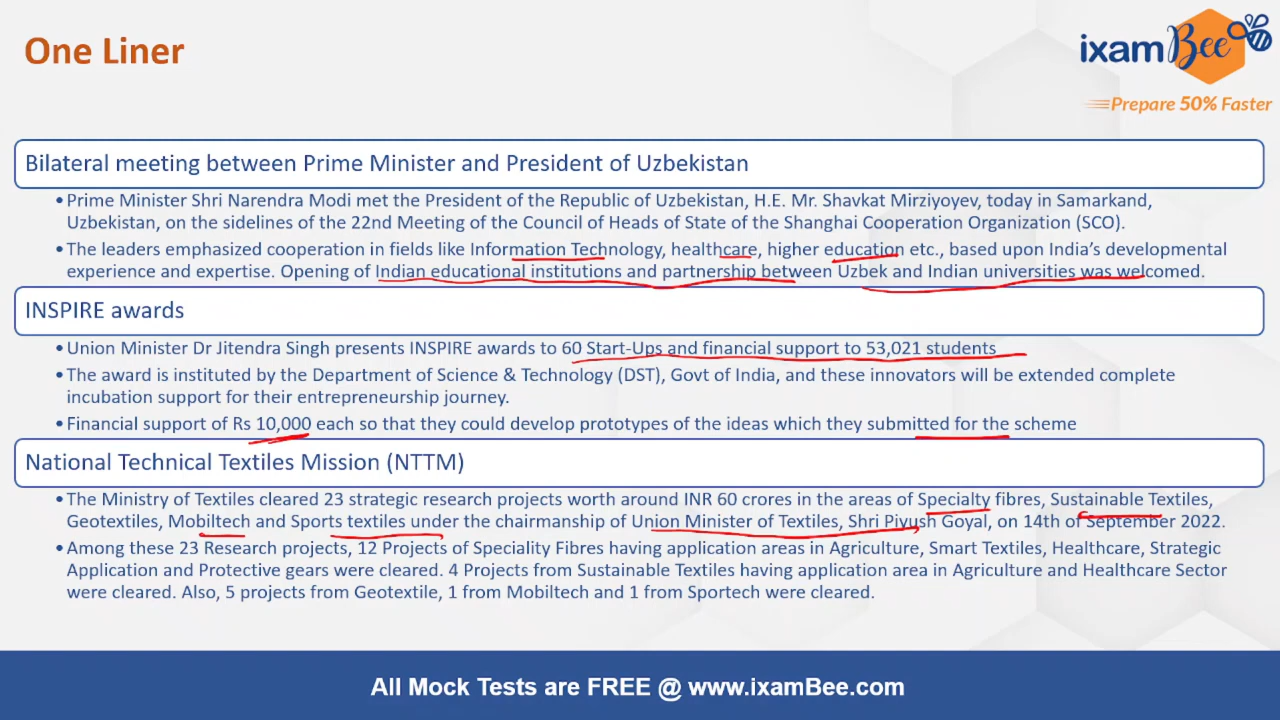 One Liner
ixamBee
Prepare 50% Faster
Bilateral meeting between Prime Minister and President of Uzbekistan
•Prime Minister Shri Narendra Modi met the President of the Republic of Uzbekistan, H.E. Mr. Shavkat Mirziyoyev, today in Samarkand,
Uzbekistan, on the sidelines of the 22nd Meeting of the Council of Heads of State of the Shanghai Cooperation Organization (SCO).
•The leaders emphasized cooperation in fields like Information Technology, healthcare, higher education etc., based upon India's developmental
experience and expertise. Opening of Indian educational institutions and partnership between Uzbek and Indian universities was welcomed.
INSPIRE awards
•Union Minister Dr Jitendra Singh presents INSPIRE awards to 60 Start-Ups and financial support to 53,021 students
•The award is instituted by the Department of Science & Technology (DST), Govt of India, and these innovators will be extended complete
incubation support for their entrepreneurship journey.
•Financial support of Rs 10,000 each so that they could develop prototypes of the ideas which they submitted for the scheme
National Technical Textiles Mission (NTTM)
•The Ministry of Textiles cleared 23 strategic research projects worth around INR 60 crores in the areas of Specialty fibres, Sustainable Textiles,
Geotextiles, Mobiltech and Sports textiles under the chairmanship of Union Minister of Textiles, Shri Piyush Goyal, on 14th of September 2022.
•Among these 23 Research projects, 12 Projects of Speciality Fibres having application areas in Agriculture, Smart Textiles, Healthcare, Strategic
Application and Protective gears were cleared. 4 Projects from Sustainable Textiles having application area in Agriculture and Healthcare Sector
were cleared. Also, 5 projects from Geotextile, 1 from Mobiltech and 1 from Sportech were cleared.
All Mock Tests are FREE @ www.ixamBee.com